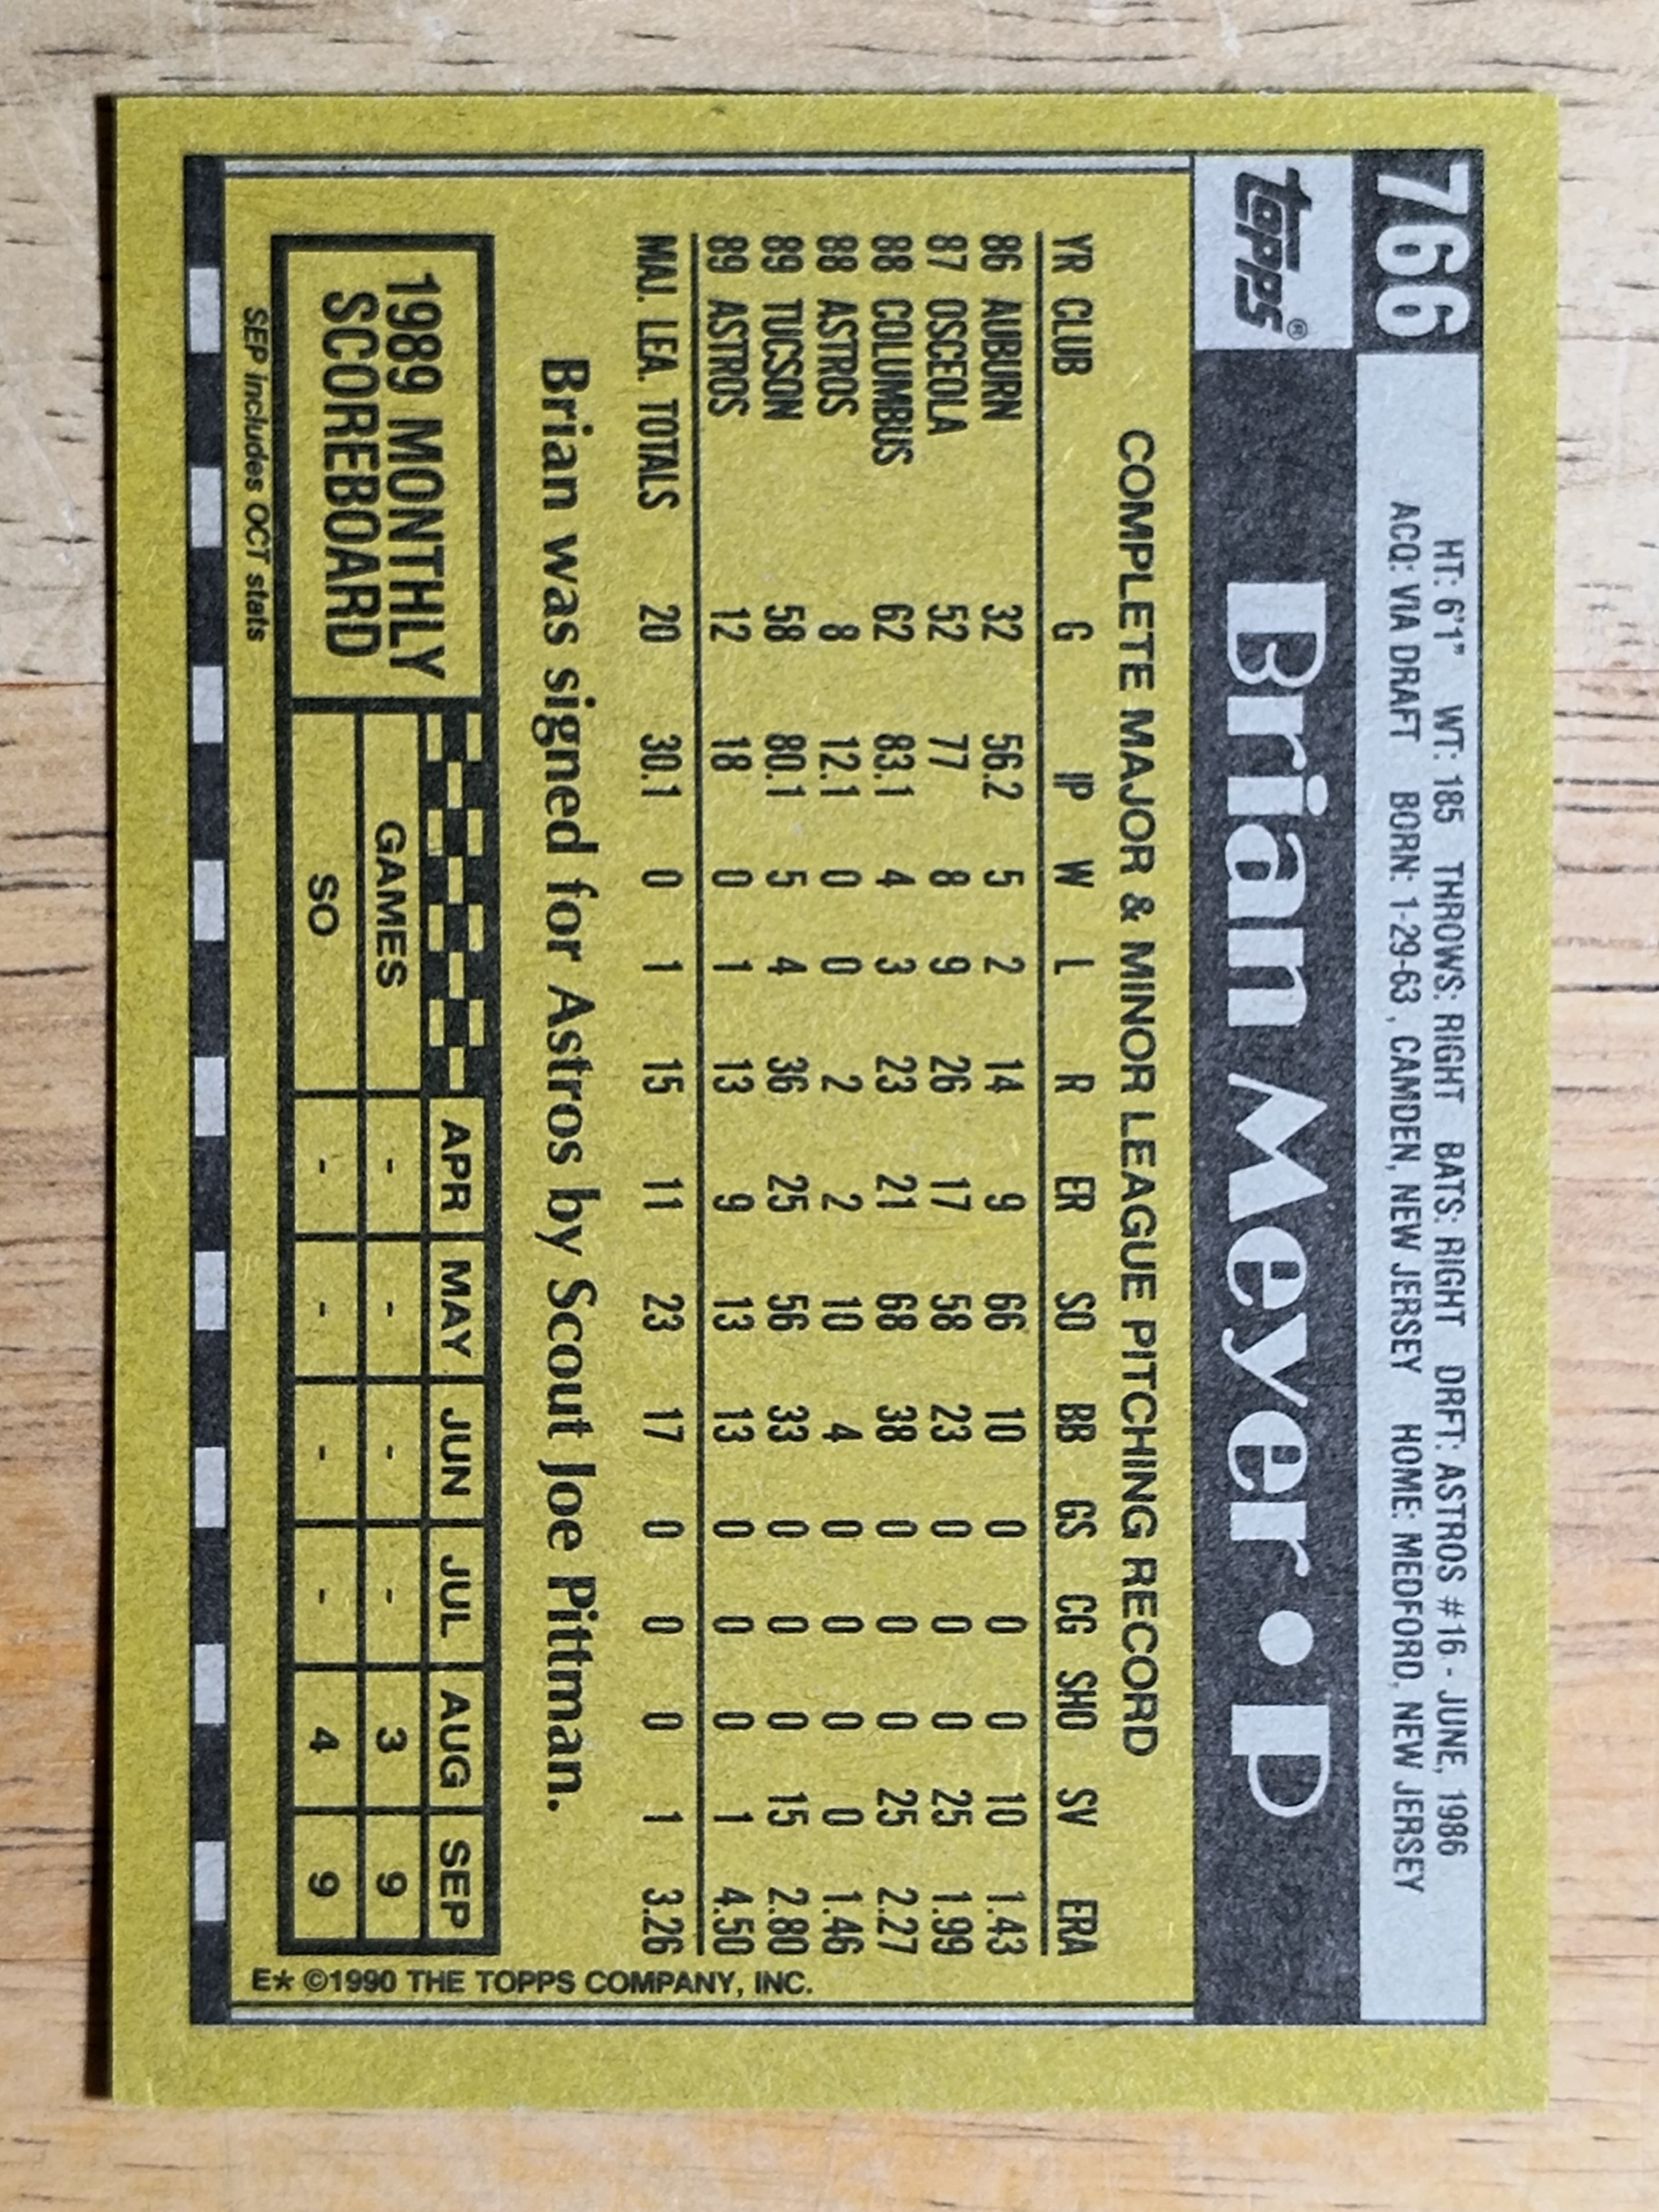 766
HT: 6'1" WT: 185 THROWS: RIGHT BATS: RIGHT DRFT: ASTROS #16 - JUNE, 1986
ACQ: VIA DRAFT BORN: 1-29-63, CAMDEN, NEW JERSEY HOME: MEDFORD, NEW JERSEY
topps® Brian Meyer • P
COMPLETE MAJOR & MINOR LEAGUE PITCHING RECORD
YR CLUB G IP W L R ER SO BB GS CG SHO SV ERA
86 AUBURN 32 56.2 5 2 14 9 66 10 0 0 0 10 1.43
87 OSCEOLA 52 77 8 9 26 17 58 23 0 0 0 25 1.99
88 COLUMBUS 62 83.1 4 3 23 21 68 38 0 0 0 25 2.27
88 ASTROS 8 12.1 0 0 2 2 10 4 0 0 0 0 1.46
89 TUCSON 58 80.1 5 4 36 25 56 33 0 0 0 15 2.80
89 ASTROS 12 18 0 1 13 9 13 13 0 0 0 1 4.50
MAJ. LEA. TOTALS 20 30.1 0 1 15 11 23 17 0 0 0 1 3.26
Brian was signed for Astros by Scout Joe Pittman.
1989 MONTHLY
SCOREBOARD
APR MAY JUN JUL AUG SEP
GAMES - - - - 3 9
SO - - - - 4 9
SEP includes OCT stats
E* ©1990 THE TOPPS COMPANY, INC.